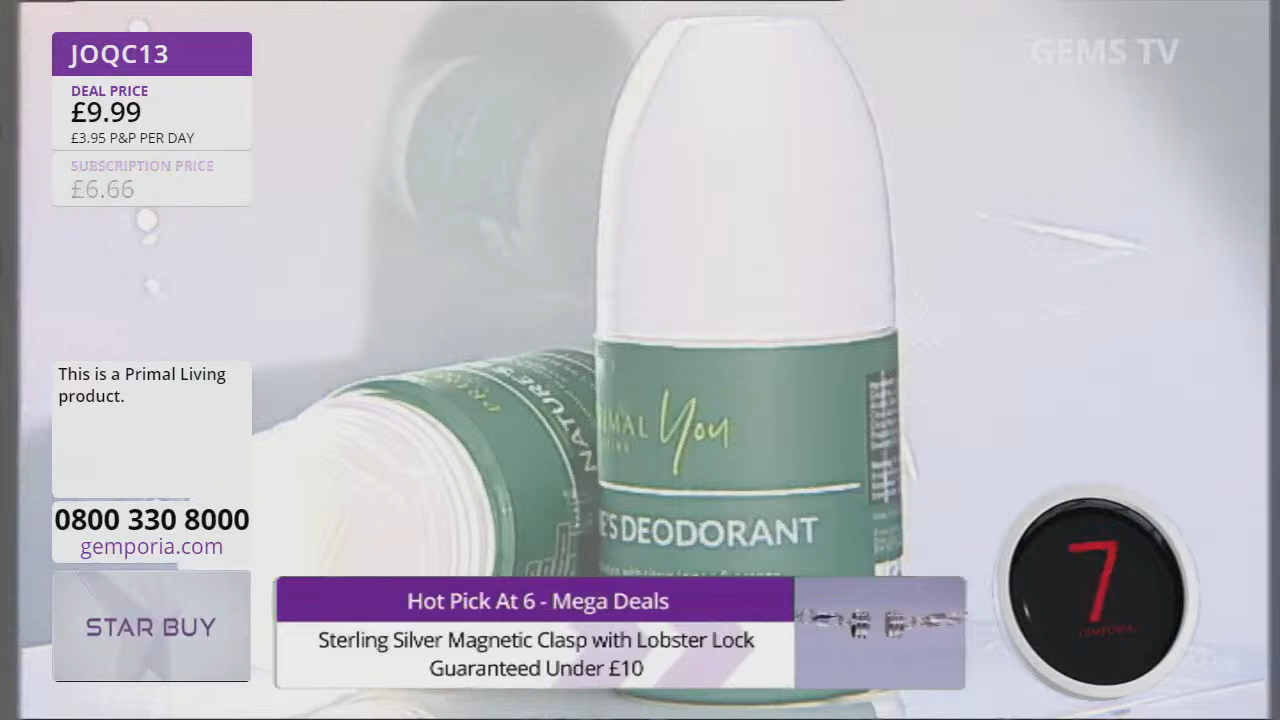 JOQC13
DEAL PRICE
£9.99
£3.95 P&P PER DAY
SUBSCRIPTION PRICE
£6.66
GEMS TV
This is a Primal Living
product.
0800 330 8000
gemporia.com
STAR BUY
NATURE'S
IMAL You
E'S DEODORANT
Hot Pick At 6 - Mega Deals
Sterling Silver Magnetic Clasp with Lobster Lock
Guaranteed Under £10
7